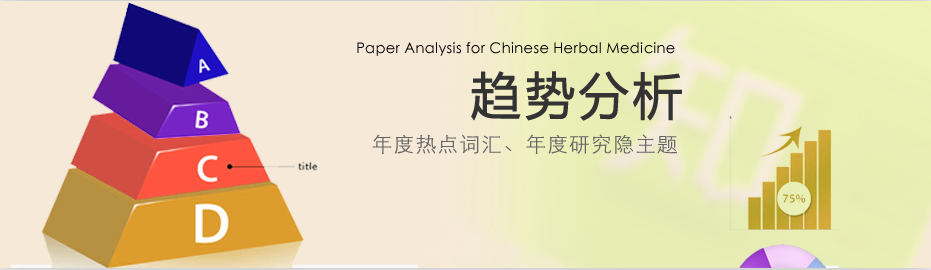 Paper Analysis for Chinese Herbal Medicine
趋势分析
年度热点词汇、年度研究隐主题
A
B
C
title
D
75%
知